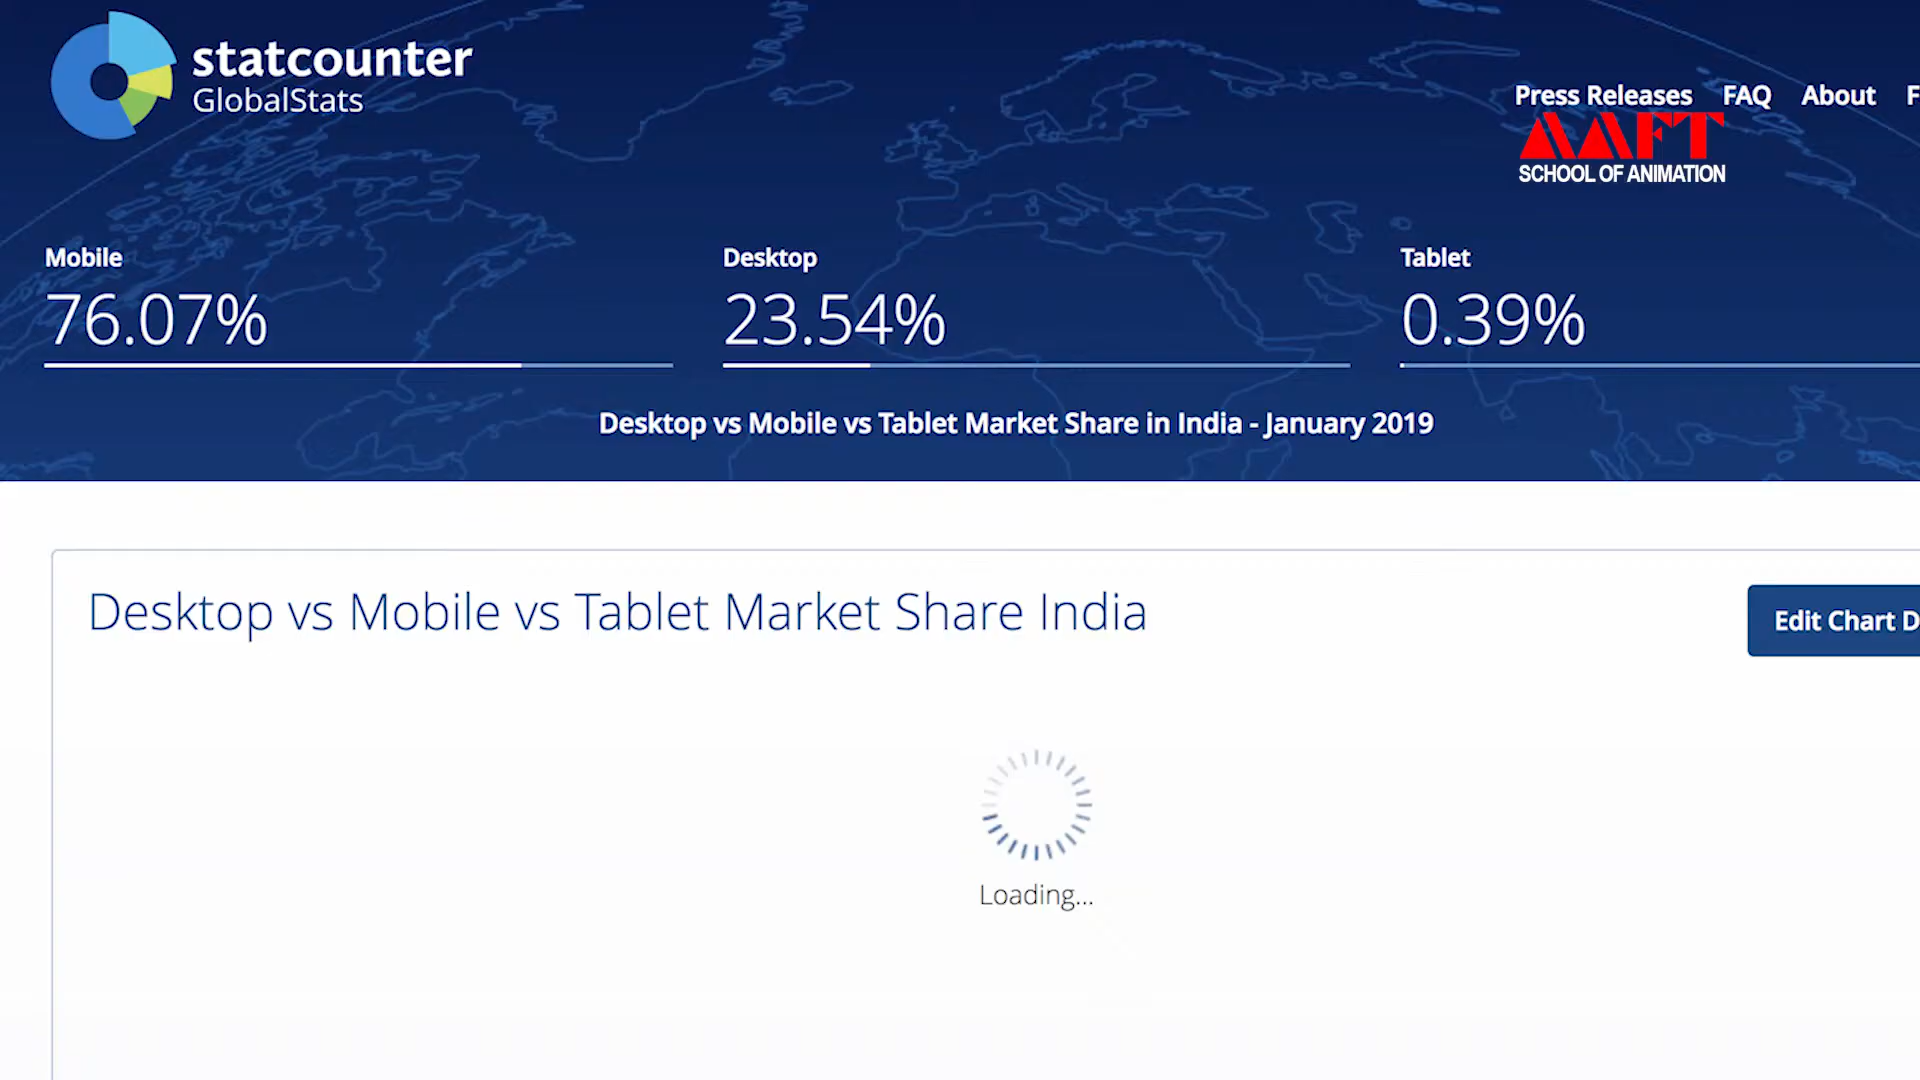 statcounter
GlobalStats
Press Releases FAQ About F
AAFT
SCHOOL OF ANIMATION
Mobile
76.07%
Desktop
23.54%
Tablet
0.39%
Desktop vs Mobile vs Tablet Market Share in India - January 2019
Desktop vs Mobile vs Tablet Market Share India
Edit Chart D
Loading...